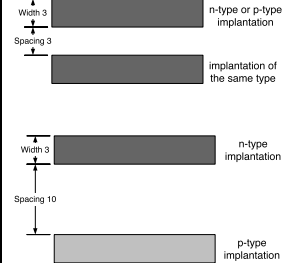 Width 3
n-type or p-type
implantation
Spacing 3
implantation of
the same type
Width 3
n-type
implantation
Spacing 10
p-type
implantation